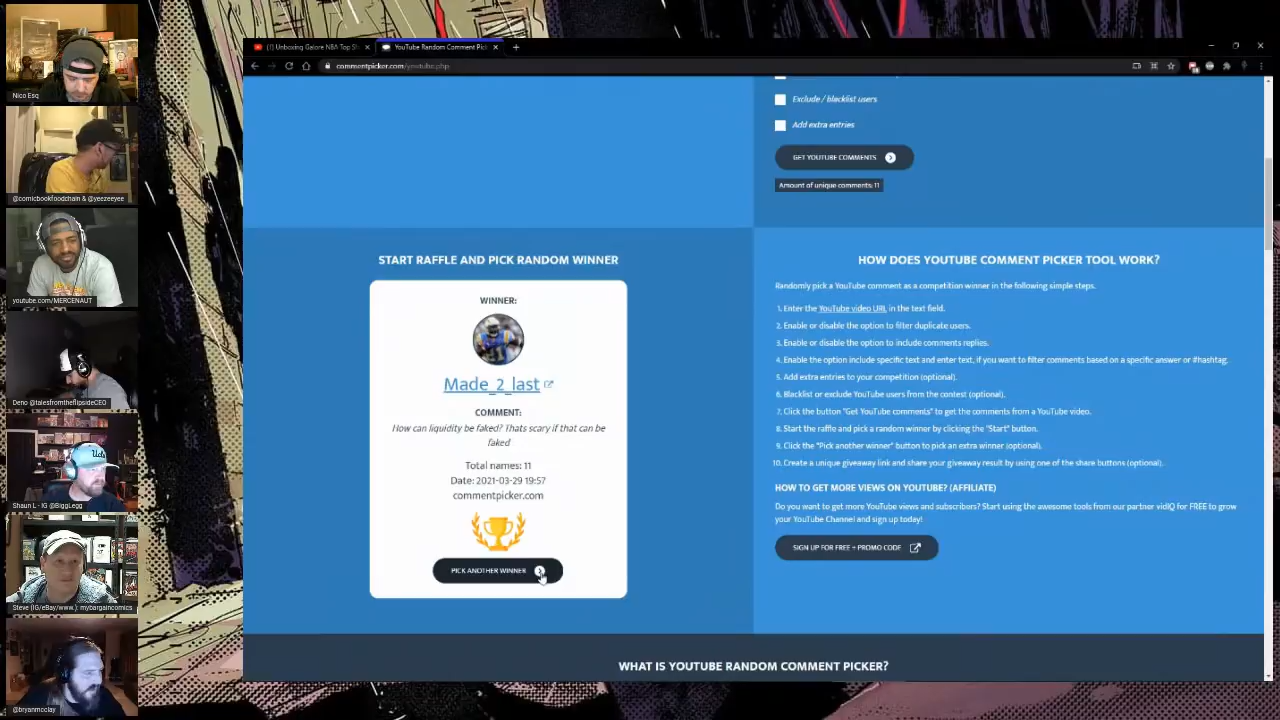 Nico Esq
@comicbookfoodchain & @yeezeeyee
youtube.com/MERCENAUT
Deno @talesfromtheflipsideCEO
Shaun L - IG @BiggLegg
Steve (IG/eBay/www.): mybargaincomics
@bryanmcclay
(1) Unboxing Galore NBA Top Sh
YouTube Random Comment Pick
commentpicker.com/youtube.php
Exclude / blacklist users
Add extra entries
GET YOUTUBE COMMENTS
Amount of unique comments: 11
START RAFFLE AND PICK RANDOM WINNER
WINNER:
Made_2_last
COMMENT:
How can liquidity be faked? Thats scary if that can be
faked
Total names: 11
Date: 2021-03-29 19:57
commentpicker.com
PICK ANOTHER WINNER
HOW DOES YOUTUBE COMMENT PICKER TOOL WORK?
Randomly pick a YouTube comment as a competition winner in the following simple steps.
1. Enter the YouTube video URL in the text field.
2. Enable or disable the option to filter duplicate users.
3. Enable or disable the option to include comments replies.
4. Enable the option include specific text and enter text, if you want to filter comments based on a specific answer or #hashtag.
5. Add extra entries to your competition (optional).
6. Blacklist or exclude YouTube users from the contest (optional).
7. Click the button "Get YouTube comments" to get the comments from a YouTube video.
8. Start the raffle and pick a random winner by clicking the "Start" button.
9. Click the "Pick another winner" button to pick an extra winner (optional).
10. Create a unique giveaway link and share your giveaway result by using one of the share buttons (optional).
HOW TO GET MORE VIEWS ON YOUTUBE? (AFFILIATE)
Do you want to get more YouTube views and subscribers? Start using the awesome tools from our partner vidIQ for FREE to grow
your YouTube Channel and sign up today!
SIGN UP FOR FREE + PROMO CODE
WHAT IS YOUTUBE RANDOM COMMENT PICKER?